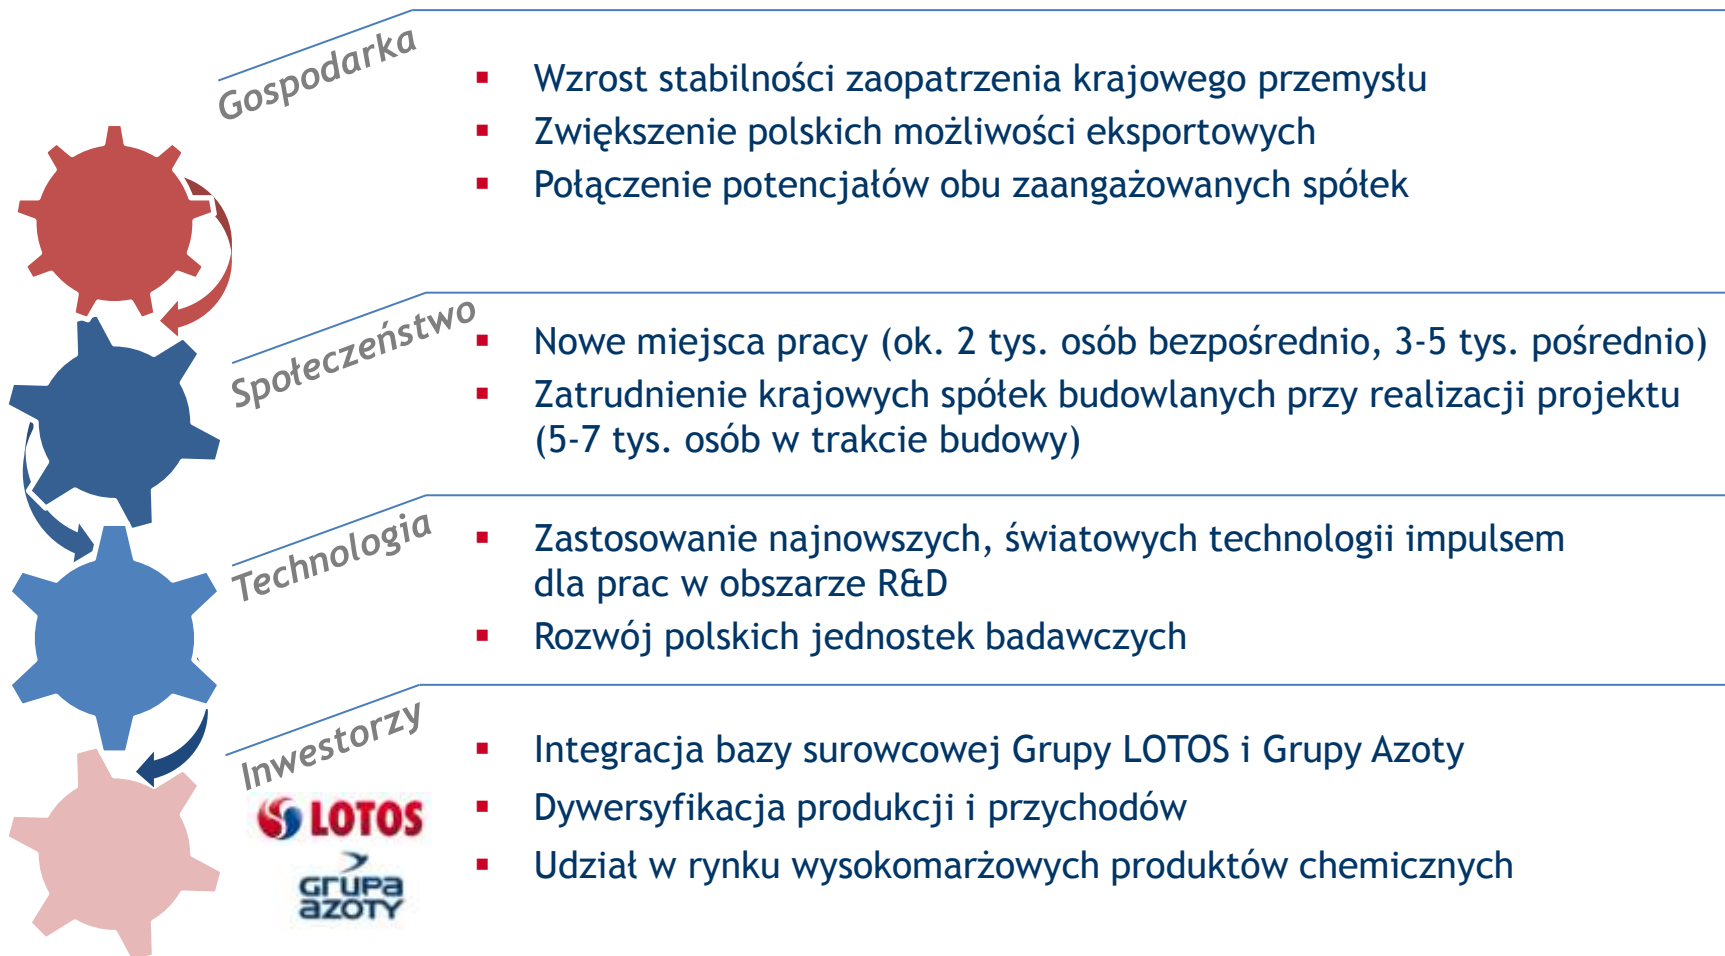 Gospodarka
Wzrost stabilności zaopatrzenia krajowego przemysłu
Zwiększenie polskich możliwości eksportowych
Połączenie potencjałów obu zaangażowanych spółek
Społeczeństwo
Nowe miejsca pracy (ok. 2 tys. osób bezpośrednio, 3-5 tys. pośrednio)
Zatrudnienie krajowych spółek budowlanych przy realizacji projektu
(5-7 tys. osób w trakcie budowy)
Technologia
Zastosowanie najnowszych, światowych technologii impulsem
dla prac w obszarze R&D
Rozwój polskich jednostek badawczych
Inwestorzy
LOTOS
GRUPA
AZOTY
Integracja bazy surowcowej Grupy LOTOS i Grupy Azoty
Dywersyfikacja produkcji i przychodów
Udział w rynku wysokomarżowych produktów chemicznych